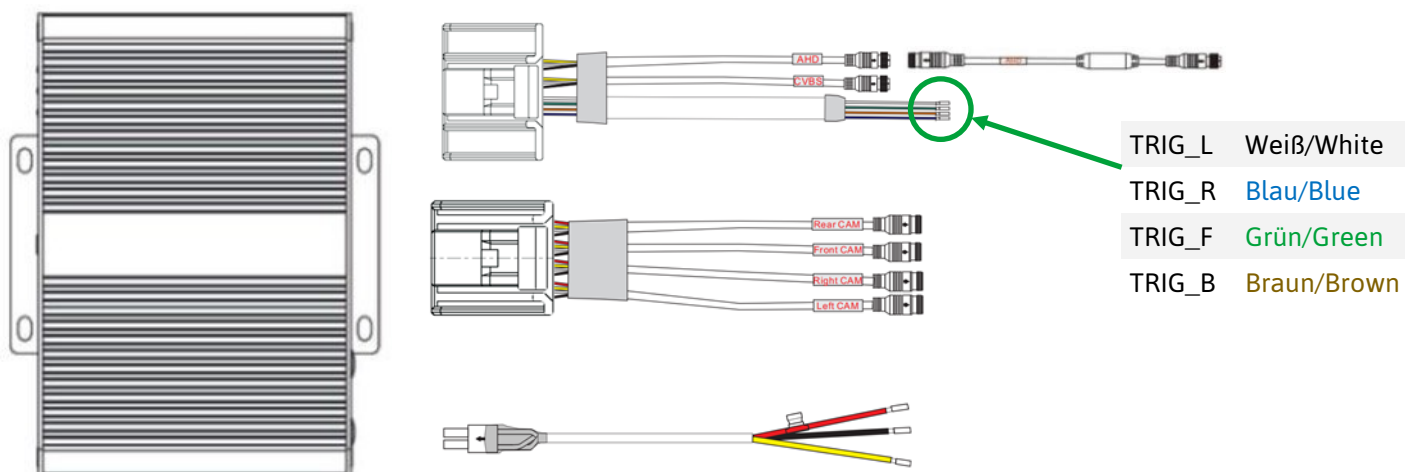 AHD
CVBS
AHD
TRIG_L Weiß/White
TRIG_R Blau/Blue
TRIG_F Grün/Green
TRIG_B Braun/Brown
Rear CAM
Front CAM
Right CAM
Left CAM